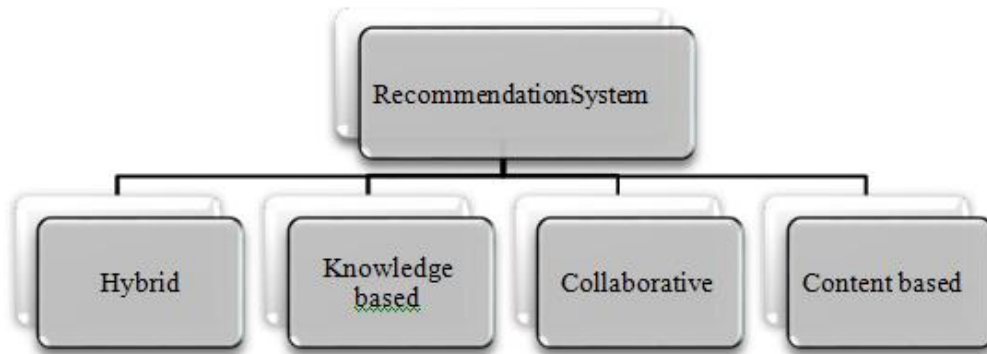 RecommendationSystem
Hybrid
Knowledge
based
Collaborative
Content based